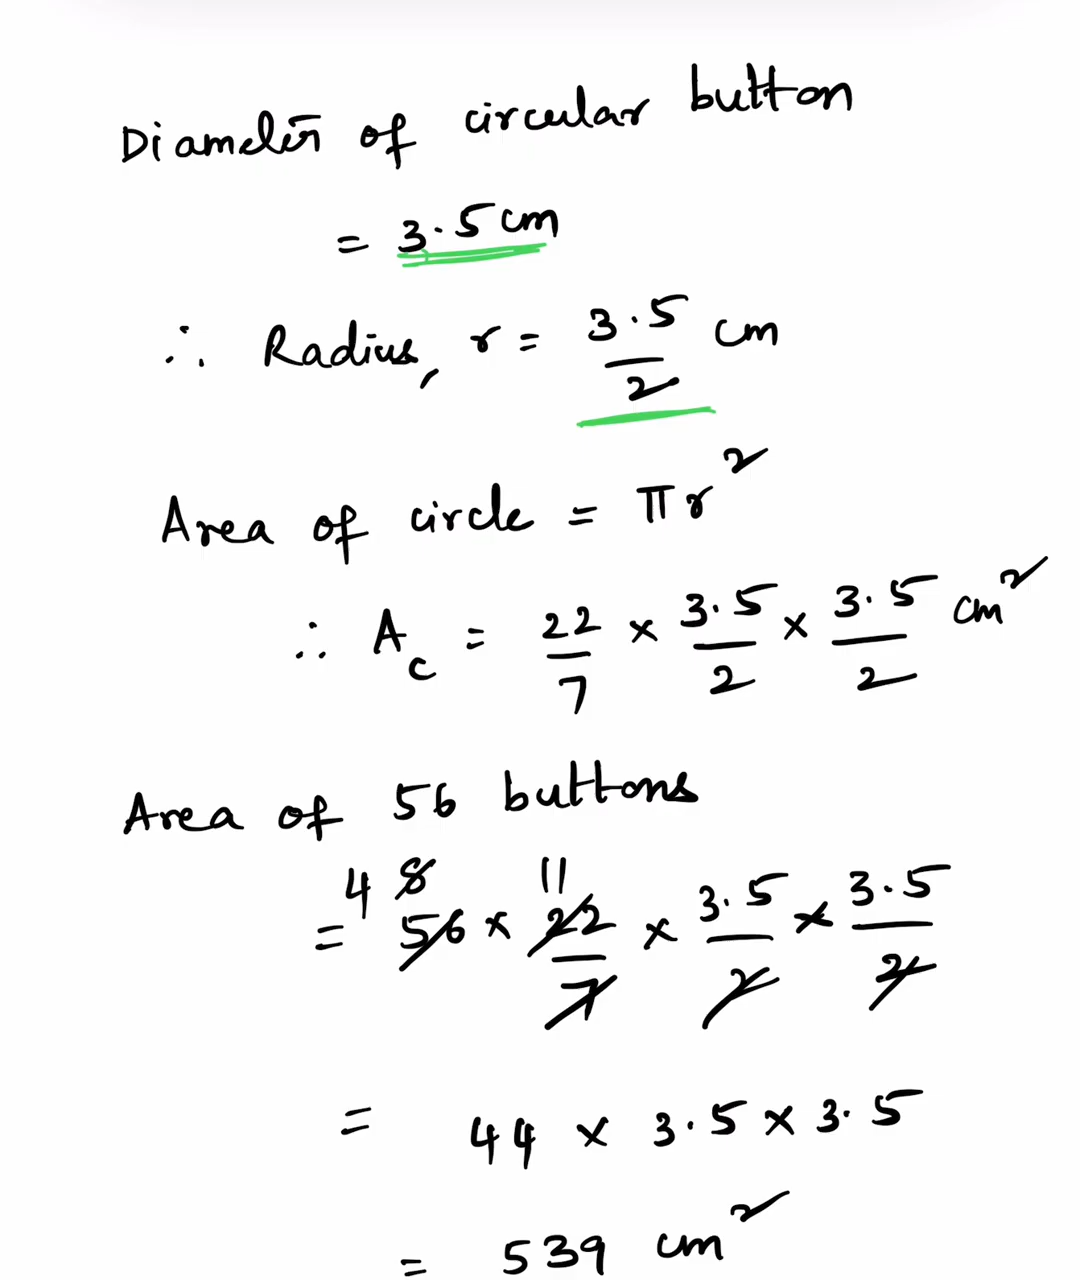 Diameter of circular button
= 3.5 cm
∴ Radius, r = 3.5/2 cm
Area of circle = πr²
∴ A_c = 22/7 × 3.5/2 × 3.5/2 cm²
Area of 56 buttons
4 8 11
= 56 × 22/7 × 3.5/2 × 3.5/2
= 44 × 3.5 × 3.5
= 539 cm²